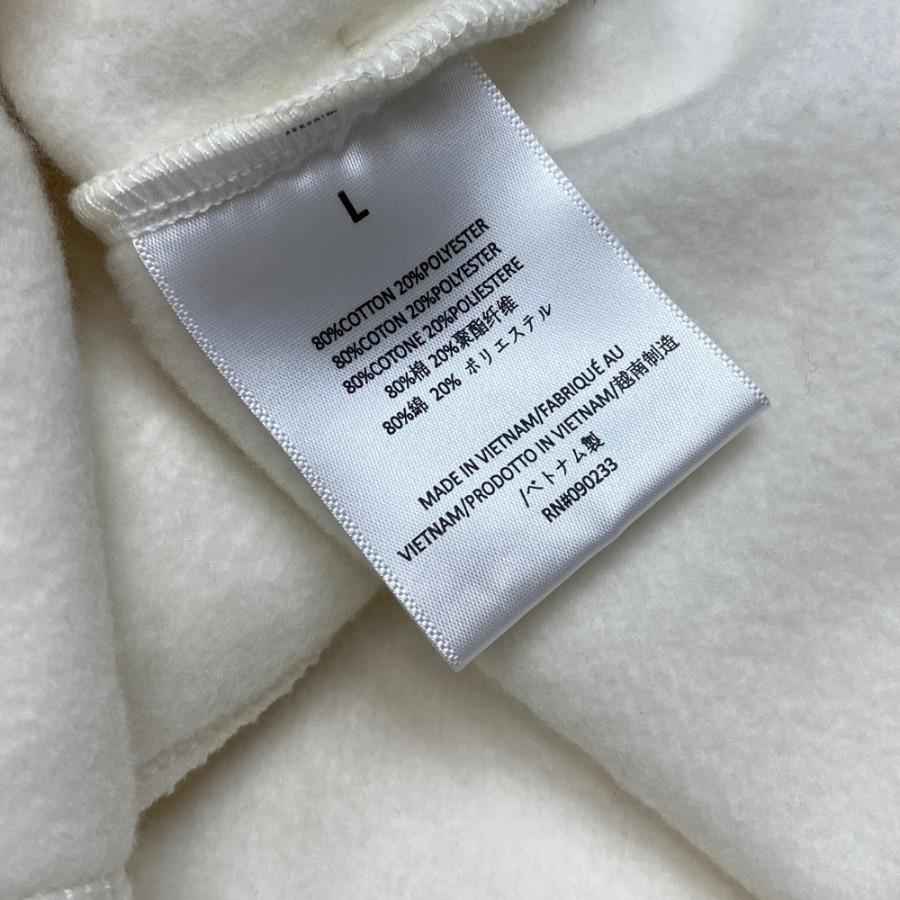 L
80%COTTON 20%POLYESTER
80%COTON 20%POLYESTER
80%COTONE 20%POLIESTERE
80%棉 20%聚酯纤维
80%綿 20% ポリエステル
MADE IN VIETNAM/FABRIQUÉ AU
VIETNAM/PRODOTTO IN VIETNAM/越南制造
/ベトナム製
RN#090233